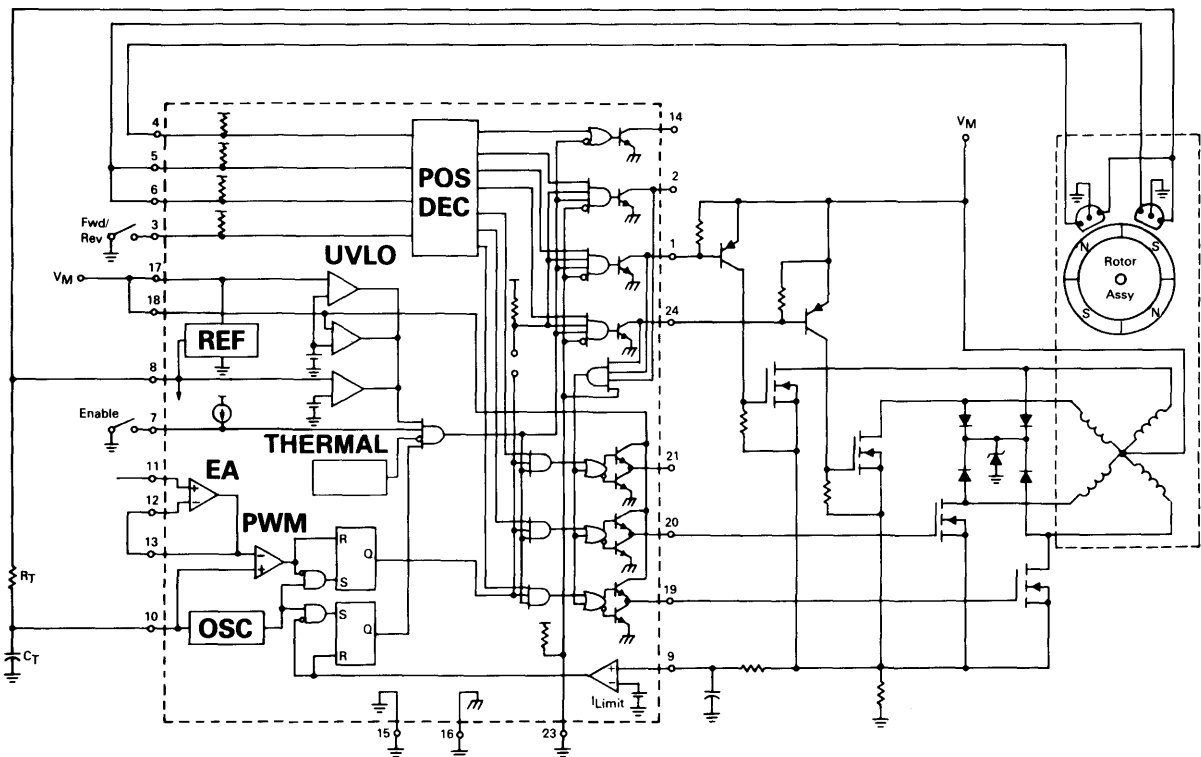 4
14
VM
5
POS
DEC
2
6
Fwd/
Rev
3
N
S
Rotor
Assy
S
N
UVLO
1
VM
17
18
24
REF
8
Enable
7
THERMAL
11
EA
21
12
PWM
20
13
R
Q
S
RT
19
10
OSC
S
Q
R
CT
9
ILimit
15
16
23